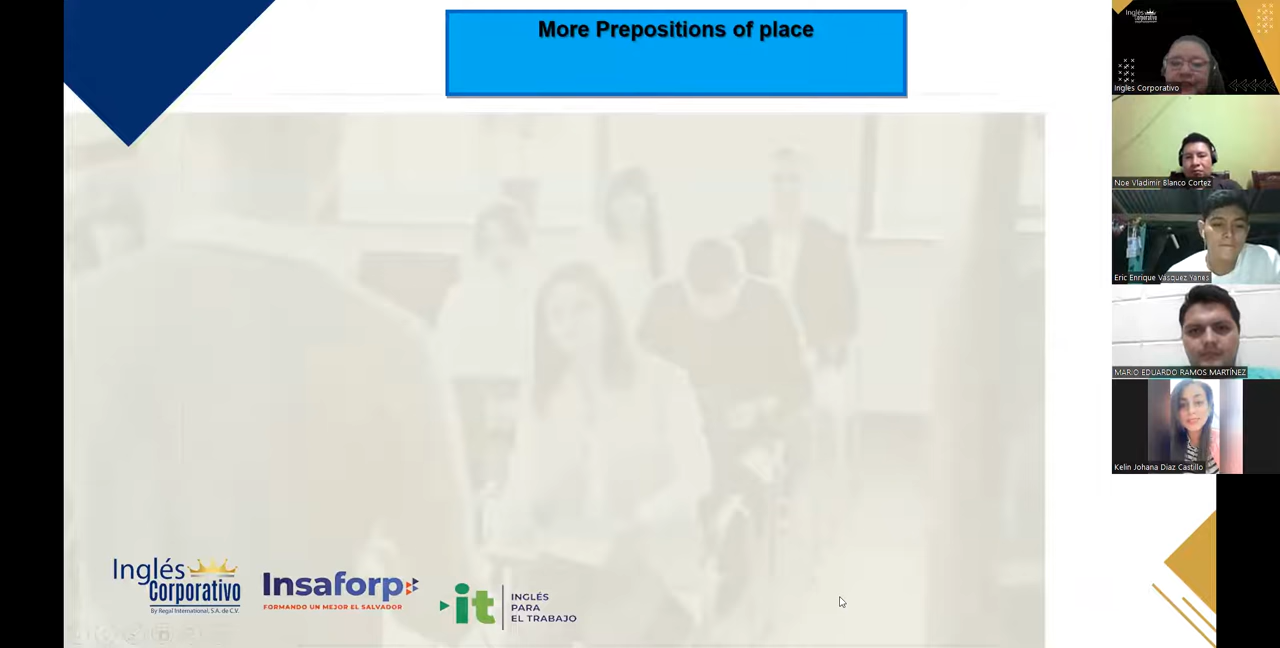 More Prepositions of place
Inglés
Corporativo
By Regal International, S.A. de C.V.
Insaforp
FORMANDO UN MEJOR EL SALVADOR
it
INGLÉS
PARA
EL TRABAJO
Inglés
Corporativo
Ingles Corporativo
Noe Vladimir Blanco Cortez
Eric Enrique Vásquez Yanes
MARIO EDUARDO RAMOS MARTÍNEZ
Kelin Johana Diaz Castillo